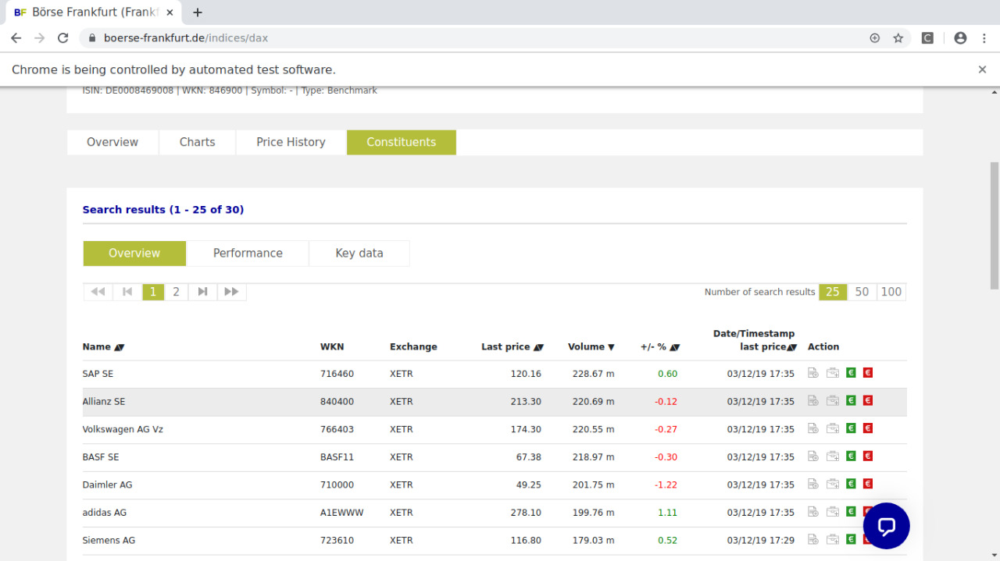 BF Börse Frankfurt (Frankf
boerse-frankfurt.de/indices/dax
Chrome is being controlled by automated test software.
ISIN: DE0008469008 | WKN: 846900 | Symbol: - | Type: Benchmark
Overview Charts Price History Constituents
Search results (1 - 25 of 30)
Overview Performance Key data
1 2 Number of search results 25 50 100
Date/Timestamp
Name ▲▼ WKN Exchange Last price ▲▼ Volume ▼ +/- % ▲▼ last price▲▼ Action
SAP SE 716460 XETR 120.16 228.67 m 0.60 03/12/19 17:35 € €
Allianz SE 840400 XETR 213.30 220.69 m -0.12 03/12/19 17:35 € €
Volkswagen AG Vz 766403 XETR 174.30 220.55 m -0.27 03/12/19 17:35 € €
BASF SE BASF11 XETR 67.38 218.97 m -0.30 03/12/19 17:35 € €
Daimler AG 710000 XETR 49.25 201.75 m -1.22 03/12/19 17:35 € €
adidas AG A1EWWW XETR 278.10 199.76 m 1.11 03/12/19 17:35 € €
Siemens AG 723610 XETR 116.80 179.03 m 0.52 03/12/19 17:29 €